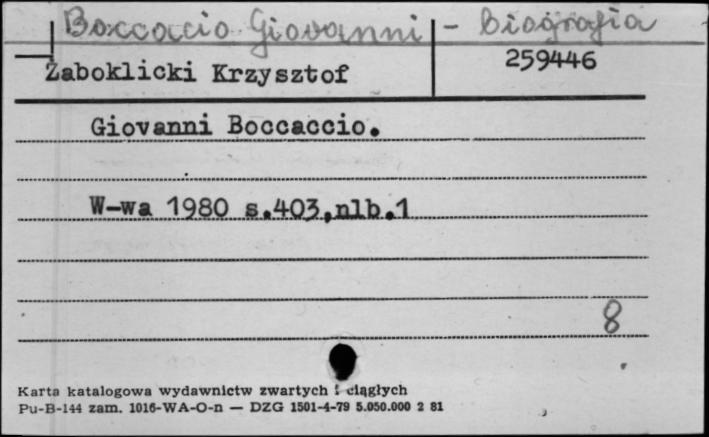 Boccaccio Giovanni - biografia
Żaboklicki Krzysztof 259446
Giovanni Boccaccio.
W-wa 1980 s.403,nlb.1
8
Karta katalogowa wydawnictw zwartych i ciągłych
Pu-B-144 zam. 1016-WA-O-n — DZG 1501-4-79 5.050.000 2 81